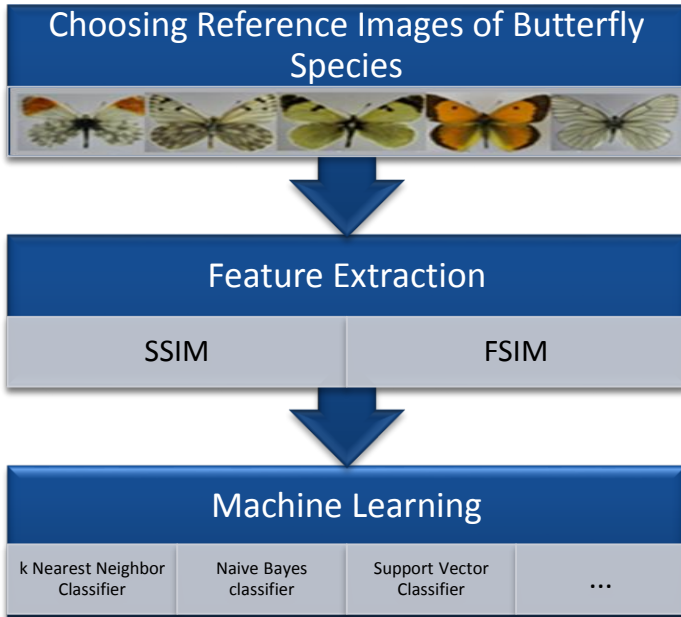 Choosing Reference Images of Butterfly
Species
Feature Extraction
SSIM
FSIM
Machine Learning
k Nearest Neighbor
Classifier
Naive Bayes
classifier
Support Vector
Classifier
...